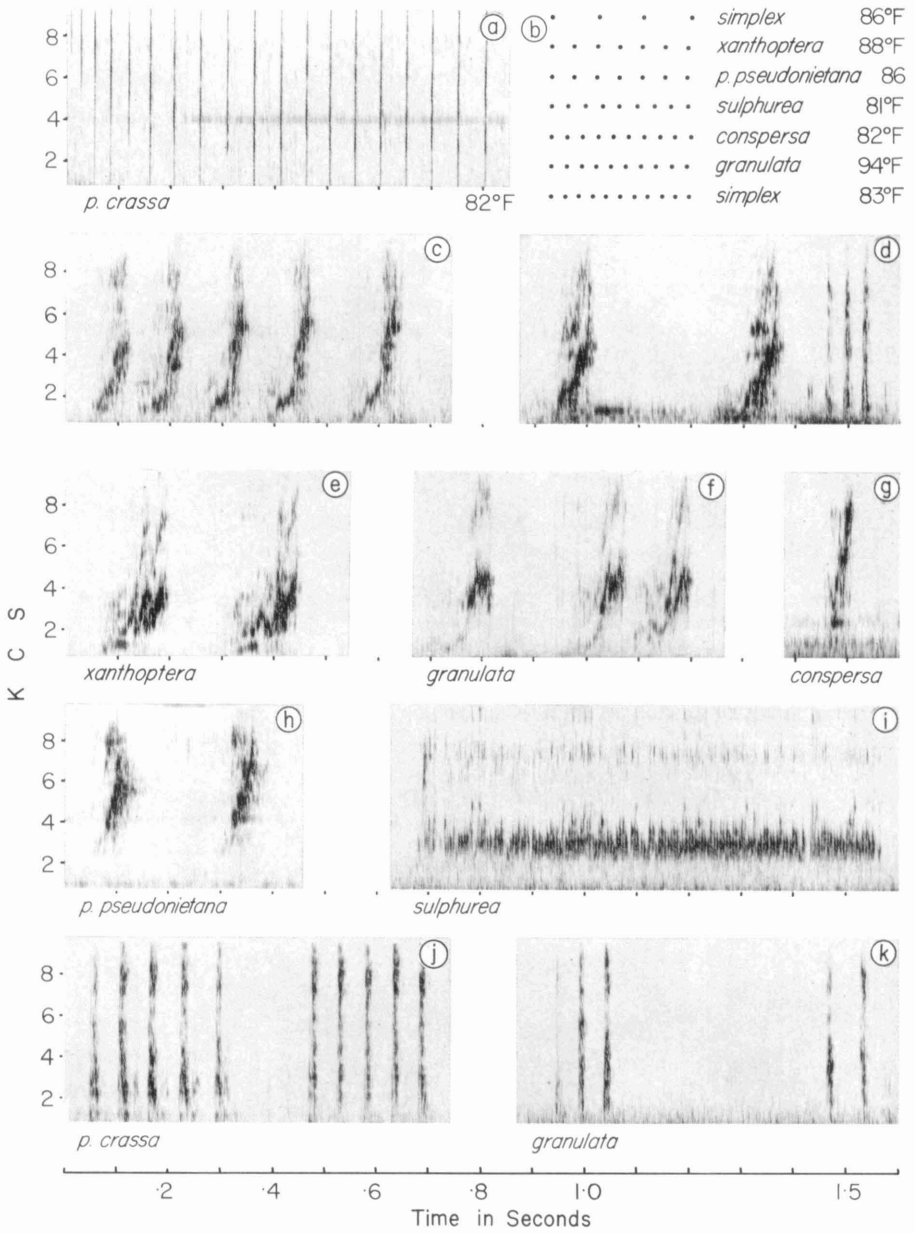 a
8
6
4
2
p. crassa 82°F
b
simplex 86°F
xanthoptera 88°F
p. pseudonietana 86
sulphurea 81°F
conspersa 82°F
granulata 94°F
simplex 83°F
c
8
6
4
2
d
e
8
6
4
2
xanthoptera
f
granulata
g
conspersa
K C S
h
8
6
4
2
p. pseudonietana
i
sulphurea
j
8
6
4
2
p. crassa
k
granulata
·2 ·4 ·6 ·8 1·0 1·5
Time in Seconds